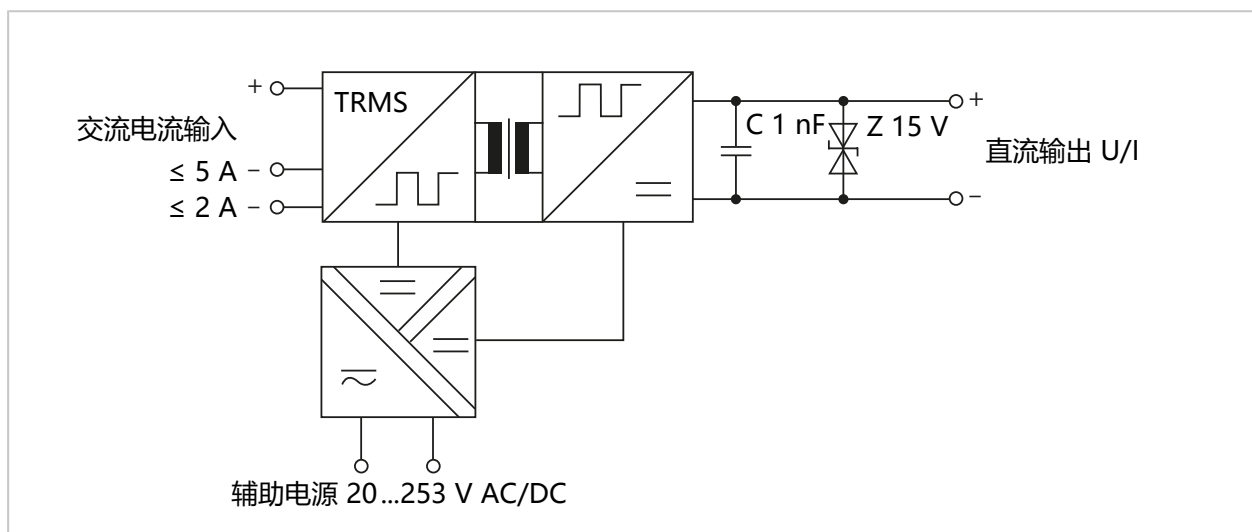 TRMS
+
交流电流输入
≤ 5 A −
≤ 2 A −
C 1 nF
Z 15 V
+
直流输出 U/I
−
辅助电源 20...253 V AC/DC